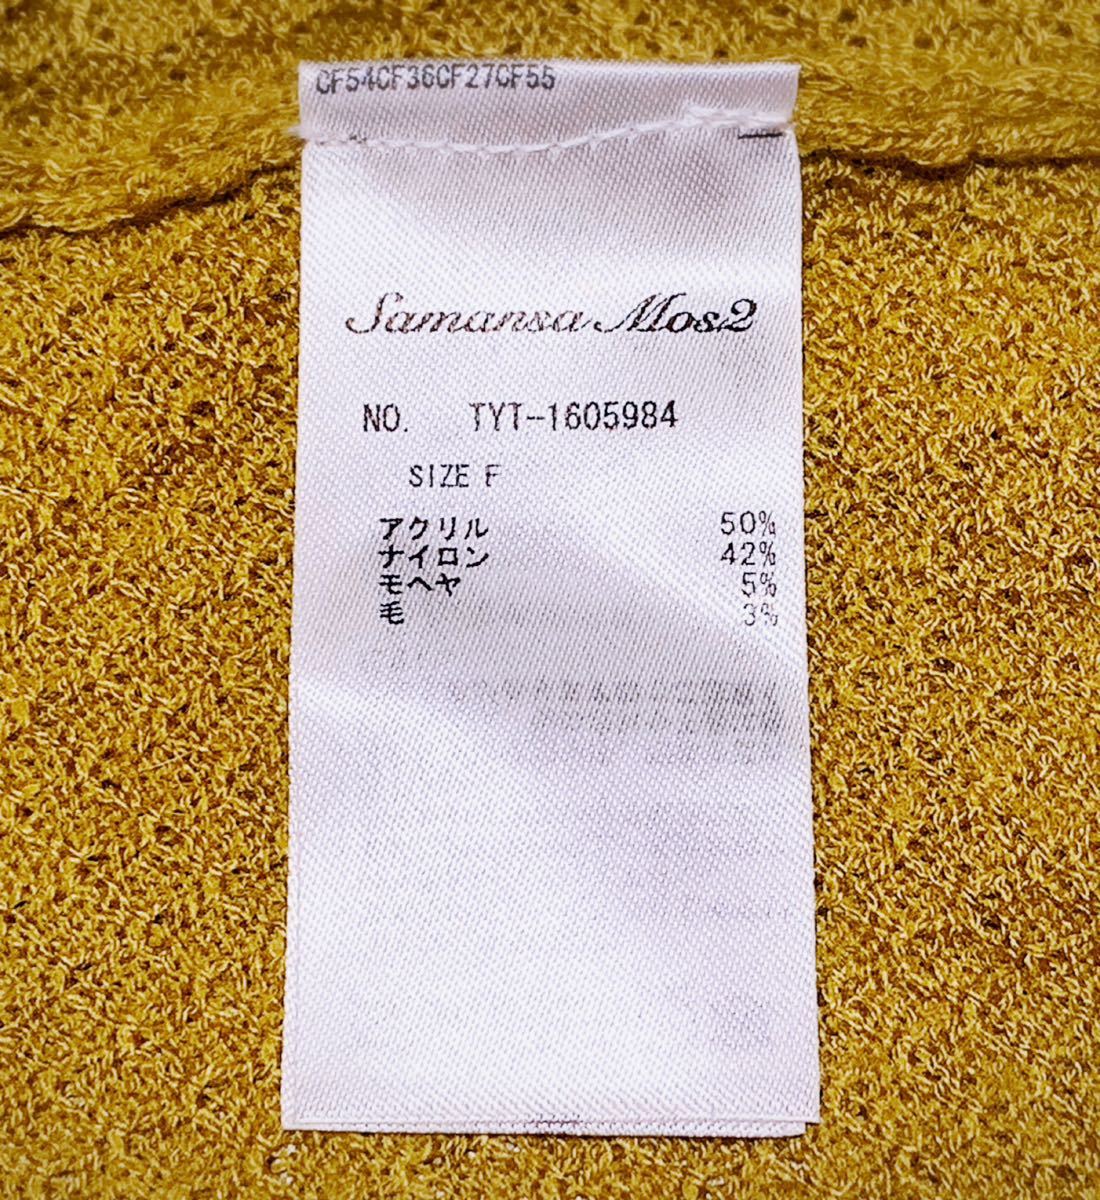 CF54CF36CF27CF55
Samansa Mos2
NO. TYT-1605984
SIZE F
アクリル 50%
ナイロン 42%
モヘヤ 5%
毛 3%